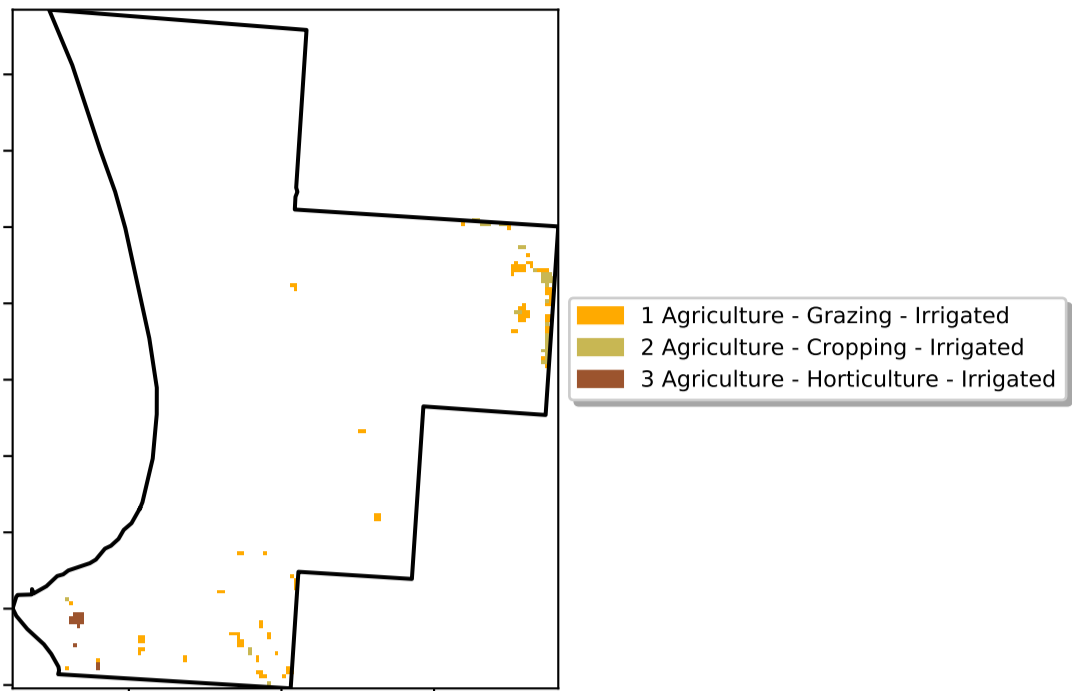 1 Agriculture - Grazing - Irrigated
2 Agriculture - Cropping - Irrigated
3 Agriculture - Horticulture - Irrigated